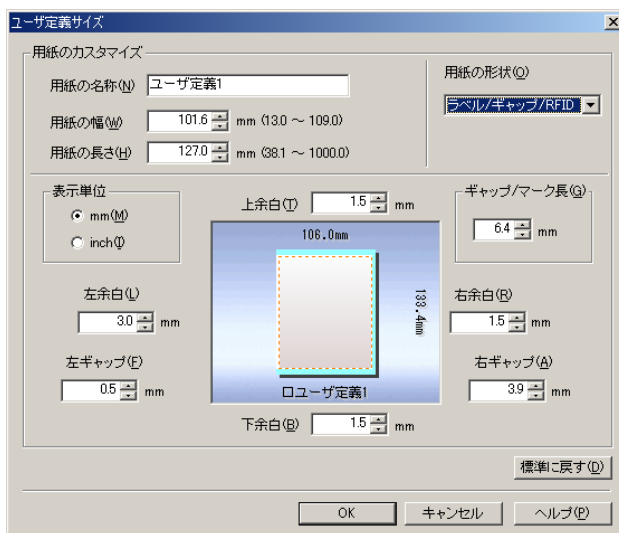 ユーザ定義サイズ
用紙のカスタマイズ
用紙の名称(N) ユーザ定義1
用紙の幅(W) 101.6 mm (13.0 ～ 109.0)
用紙の長さ(H) 127.0 mm (38.1 ～ 1000.0)
用紙の形状(O)
ラベル/ギャップ/RFID
表示単位
mm(M)
inch(I)
上余白(T) 1.5 mm
ギャップ/マーク長(G)
6.4 mm
106.0mm
133.4mm
左余白(L)
3.0 mm
右余白(R)
1.5 mm
左ギャップ(F)
0.5 mm
右ギャップ(A)
3.9 mm
ロユーザ定義1
下余白(B) 1.5 mm
標準に戻す(D)
OK キャンセル ヘルプ(P)